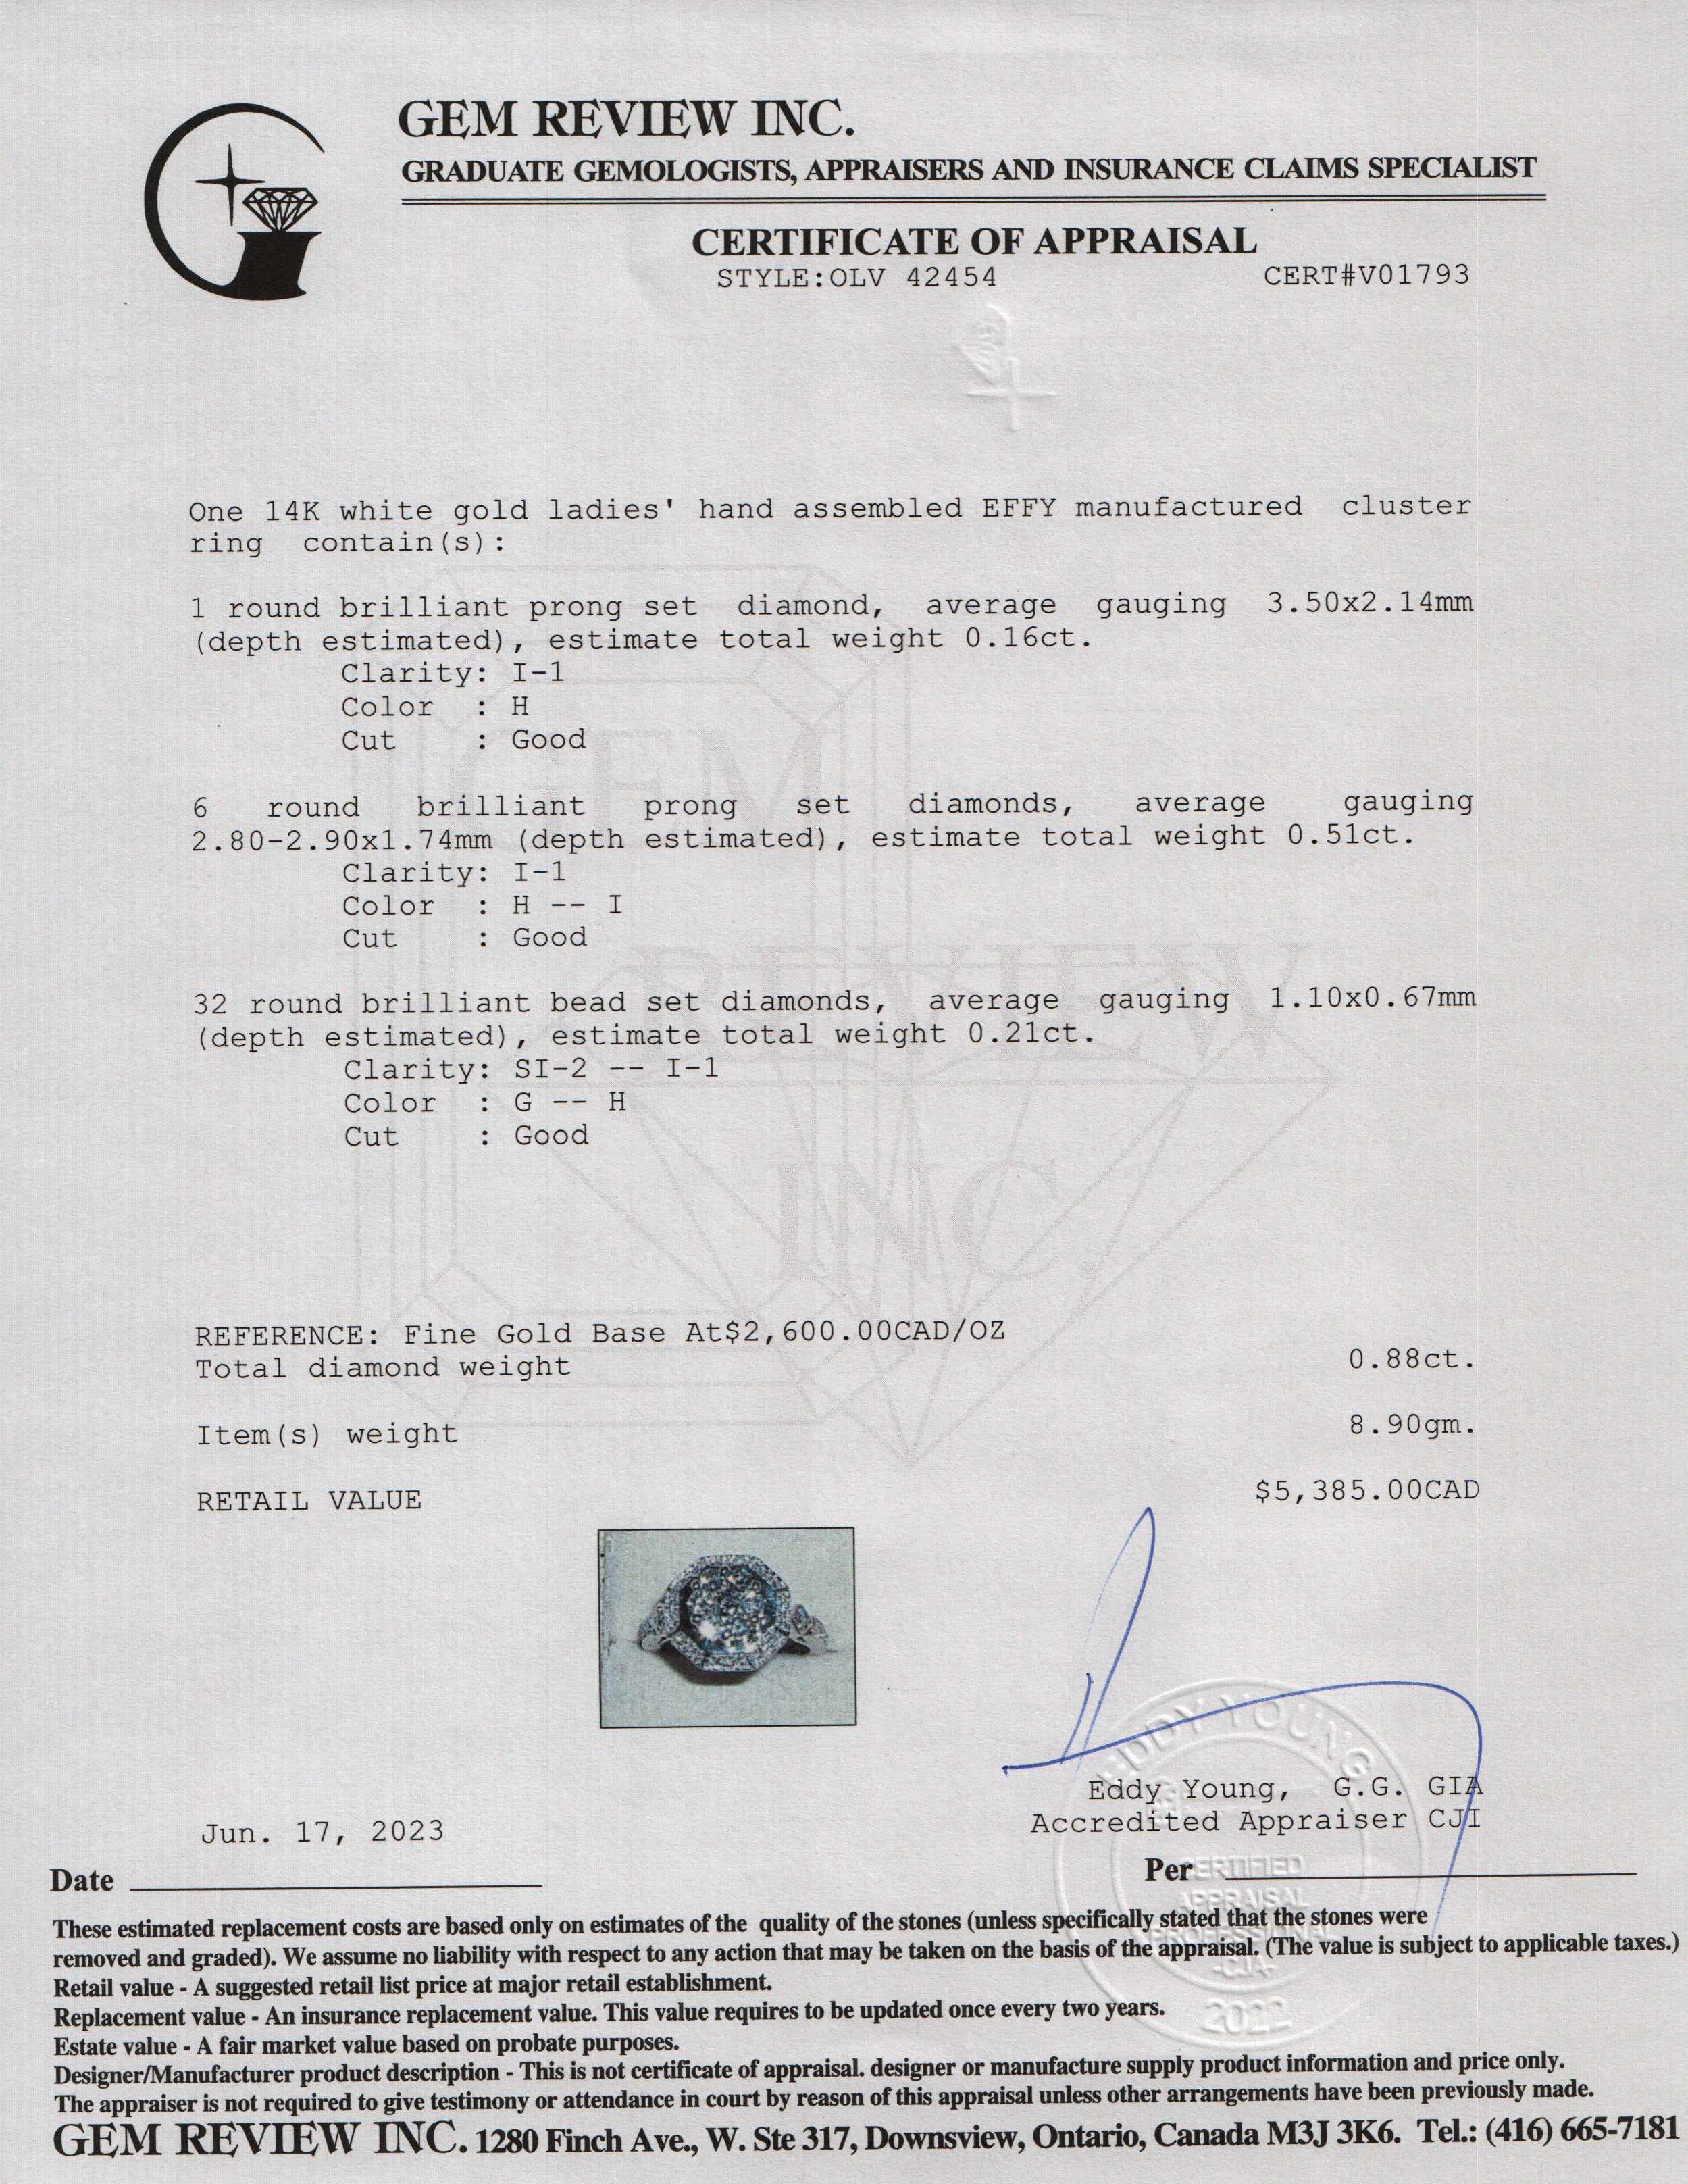 GEM REVIEW INC.
GRADUATE GEMOLOGISTS, APPRAISERS AND INSURANCE CLAIMS SPECIALIST
CERTIFICATE OF APPRAISAL
STYLE:OLV 42454 CERT#V01793
One 14K white gold ladies' hand assembled EFFY manufactured cluster
ring contain(s):
1 round brilliant prong set diamond, average gauging 3.50x2.14mm
(depth estimated), estimate total weight 0.16ct.
Clarity: I-1
Color : H
Cut : Good
6 round brilliant prong set diamonds, average gauging
2.80-2.90x1.74mm (depth estimated), estimate total weight 0.51ct.
Clarity: I-1
Color : H -- I
Cut : Good
32 round brilliant bead set diamonds, average gauging 1.10x0.67mm
(depth estimated), estimate total weight 0.21ct.
Clarity: SI-2 -- I-1
Color : G -- H
Cut : Good
GEM
REVIEW
INC.
REFERENCE: Fine Gold Base At$2,600.00CAD/OZ
Total diamond weight 0.88ct.
Item(s) weight 8.90gm.
RETAIL VALUE $5,385.00CAD
EDDY YOUNG
Eddy Young, G.G. GIA
Accredited Appraiser CJI
Jun. 17, 2023
Date
Per
CERTIFIED
APPRAISAL
PROFESSIONAL
-CJA-
2022
These estimated replacement costs are based only on estimates of the quality of the stones (unless specifically stated that the stones were
removed and graded). We assume no liability with respect to any action that may be taken on the basis of the appraisal. (The value is subject to applicable taxes.)
Retail value - A suggested retail list price at major retail establishment.
Replacement value - An insurance replacement value. This value requires to be updated once every two years.
Estate value - A fair market value based on probate purposes.
Designer/Manufacturer product description - This is not certificate of appraisal. designer or manufacture supply product information and price only.
The appraiser is not required to give testimony or attendance in court by reason of this appraisal unless other arrangements have been previously made.
GEM REVIEW INC. 1280 Finch Ave., W. Ste 317, Downsview, Ontario, Canada M3J 3K6. Tel.: (416) 665-7181